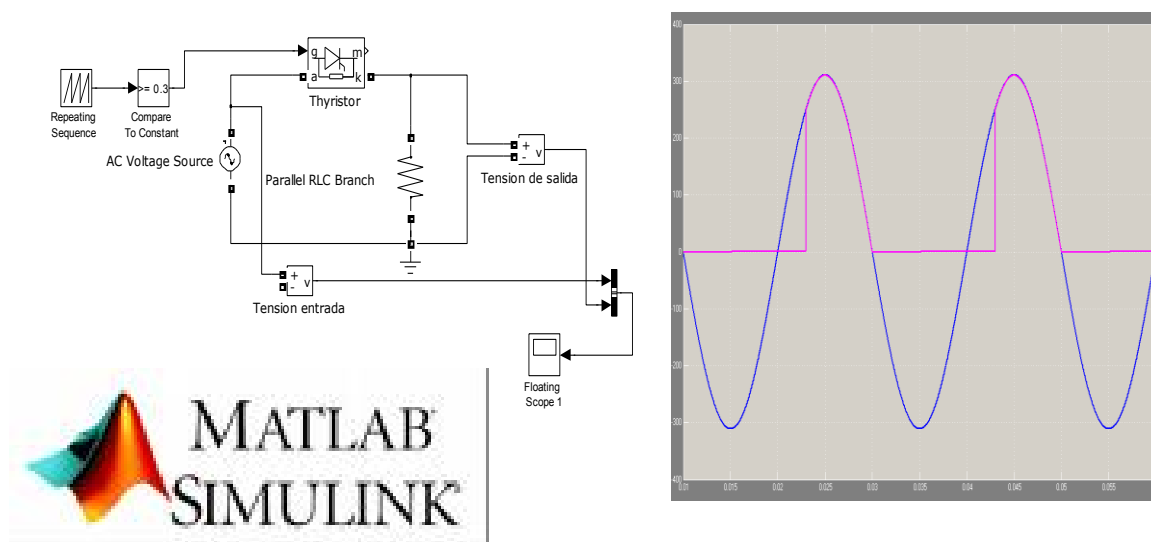 g
m
a
k
Thyristor
>= 0.3
Repeating
Sequence
Compare
To Constant
AC Voltage Source
Parallel RLC Branch
+
-
v
Tension de salida
+
-
v
Tension entrada
Floating
Scope 1
MATLAB
SIMULINK
400
300
200
100
0
-100
-200
-300
-400
0.01
0.015
0.02
0.025
0.03
0.035
0.04
0.045
0.05
0.055